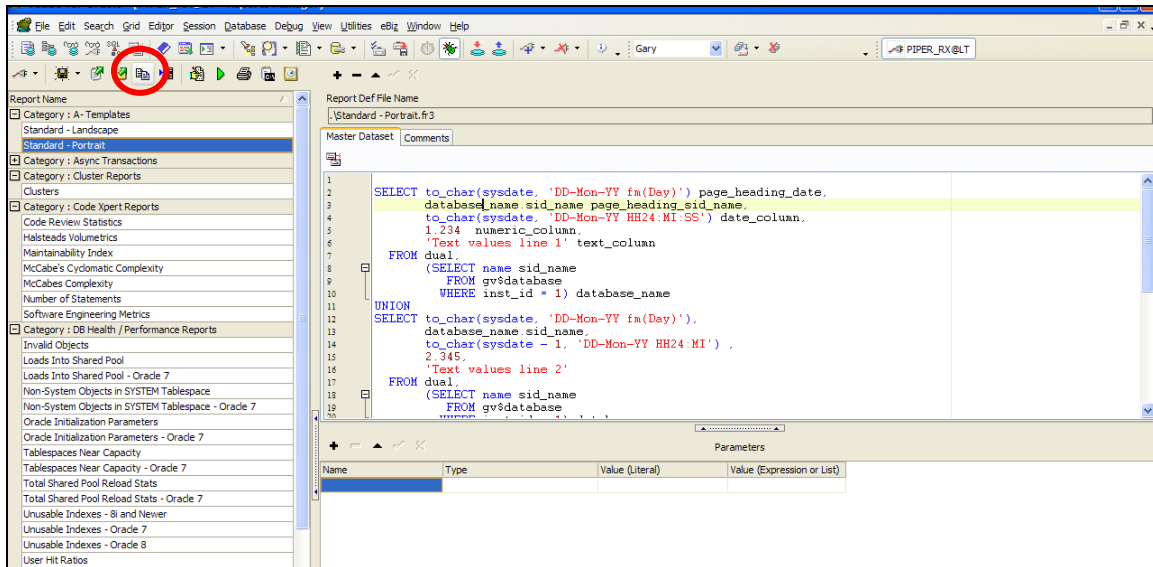 File Edit Search Grid Editor Session Database Debug View Utilities eBiz Window Help
Gary
PIPER_RX@LT
Report Name
Category : A- Templates
Standard - Landscape
Standard - Portrait
Category : Async Transactions
Category : Cluster Reports
Clusters
Category : Code Xpert Reports
Code Review Statistics
Halsteads Volumetrics
Maintainability Index
McCabe's Cyclomatic Complexity
McCabes Complexity
Number of Statements
Software Engineering Metrics
Category : DB Health / Performance Reports
Invalid Objects
Loads Into Shared Pool
Loads Into Shared Pool - Oracle 7
Non-System Objects in SYSTEM Tablespace
Non-System Objects in SYSTEM Tablespace - Oracle 7
Oracle Initialization Parameters
Oracle Initialization Parameters - Oracle 7
Tablespaces Near Capacity
Tablespaces Near Capacity - Oracle 7
Total Shared Pool Reload Stats
Total Shared Pool Reload Stats - Oracle 7
Unusable Indexes - 8i and Newer
Unusable Indexes - Oracle 7
Unusable Indexes - Oracle 8
User Hit Ratios
Report Def File Name
.\Standard - Portrait.fr3
Master Dataset Comments
1
2 SELECT to_char(sysdate, 'DD-Mon-YY fm(Day)') page_heading_date,
3 database_name.sid_name page_heading_sid_name,
4 to_char(sysdate, 'DD-Mon-YY HH24:MI:SS') date_column,
5 1.234 numeric_column,
6 'Text values line 1' text_column
7 FROM dual,
8 (SELECT name sid_name
9 FROM gv$database
10 WHERE inst_id = 1) database_name
11 UNION
12 SELECT to_char(sysdate, 'DD-Mon-YY fm(Day)'),
13 database_name.sid_name,
14 to_char(sysdate - 1, 'DD-Mon-YY HH24:MI') ,
15 2.345,
16 'Text values line 2'
17 FROM dual,
18 (SELECT name sid_name
19 FROM gv$database
20
Parameters
Name Type Value (Literal) Value (Expression or List)